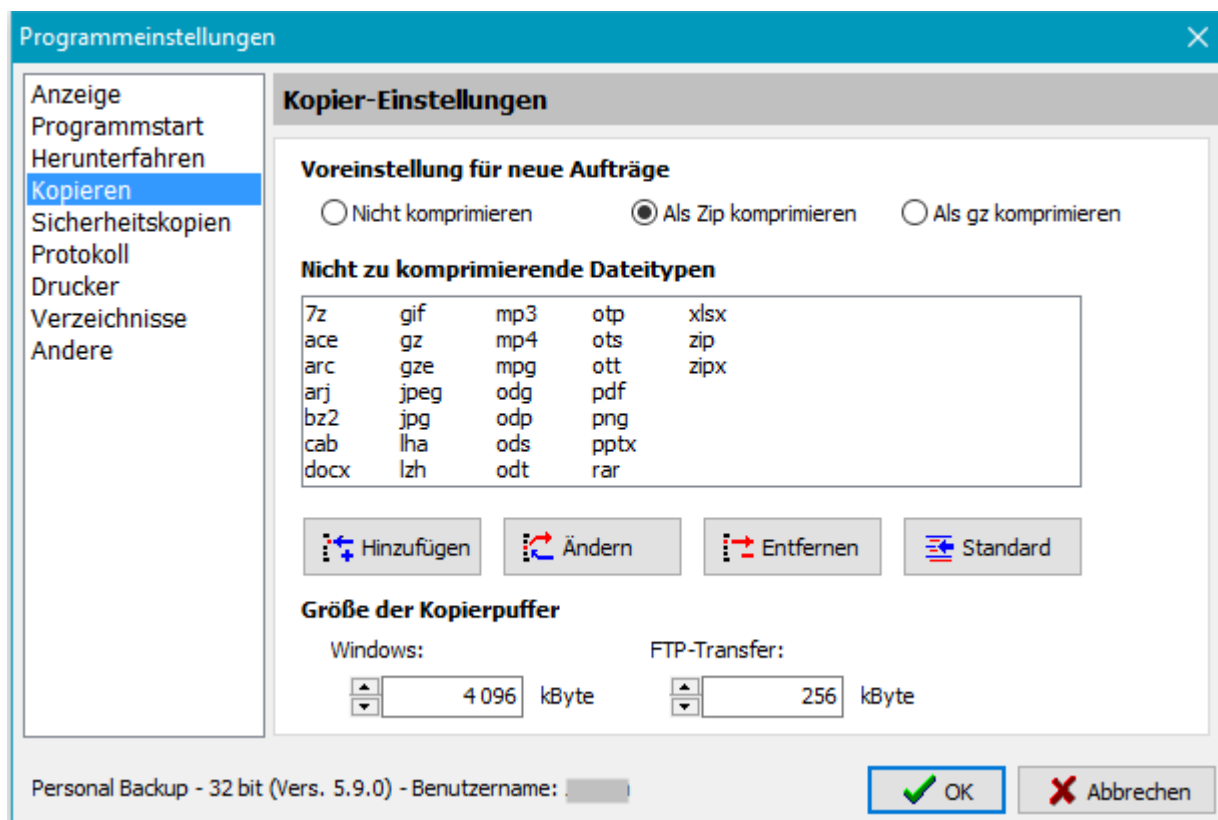 Programmeinstellungen
Anzeige
Programmstart
Herunterfahren
Kopieren
Sicherheitskopien
Protokoll
Drucker
Verzeichnisse
Andere
Kopier-Einstellungen
Voreinstellung für neue Aufträge
Nicht komprimieren Als Zip komprimieren Als gz komprimieren
Nicht zu komprimierende Dateitypen
7z gif mp3 otp xlsx
ace gz mp4 ots zip
arc gze mpg ott zipx
arj jpeg odg pdf
bz2 jpg odp png
cab lha ods pptx
docx lzh odt rar
Hinzufügen Ändern Entfernen Standard
Größe der Kopierpuffer
Windows: FTP-Transfer:
4 096 kByte 256 kByte
Personal Backup - 32 bit (Vers. 5.9.0) - Benutzername:
OK Abbrechen